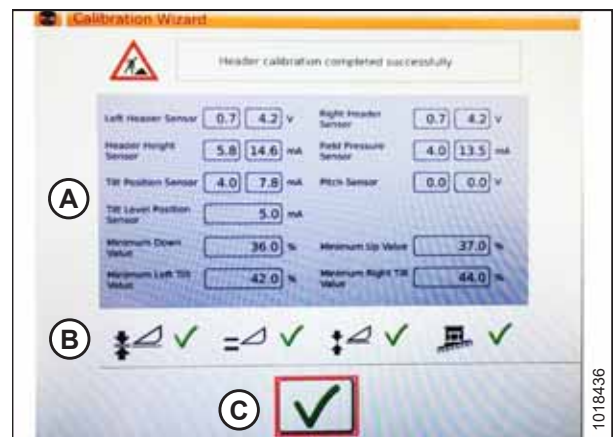 Calibration Wizard
Header calibration completed successfully
Left Header Sensor 0.7 4.2 V Right Header Sensor 0.7 4.2 V
Header Height Sensor 5.8 14.6 mA Field Pressure Sensor 4.0 13.5 mA
Tilt Position Sensor 4.0 7.8 mA Pitch Sensor 0.0 0.0 V
A
Tilt Level Position Sensor 5.0 mA
Minimum Down Value 36.0 % Minimum Up Value 37.0 %
Minimum Left Tilt Value 42.0 % Minimum Right Tilt Value 44.0 %
B
C
1018436